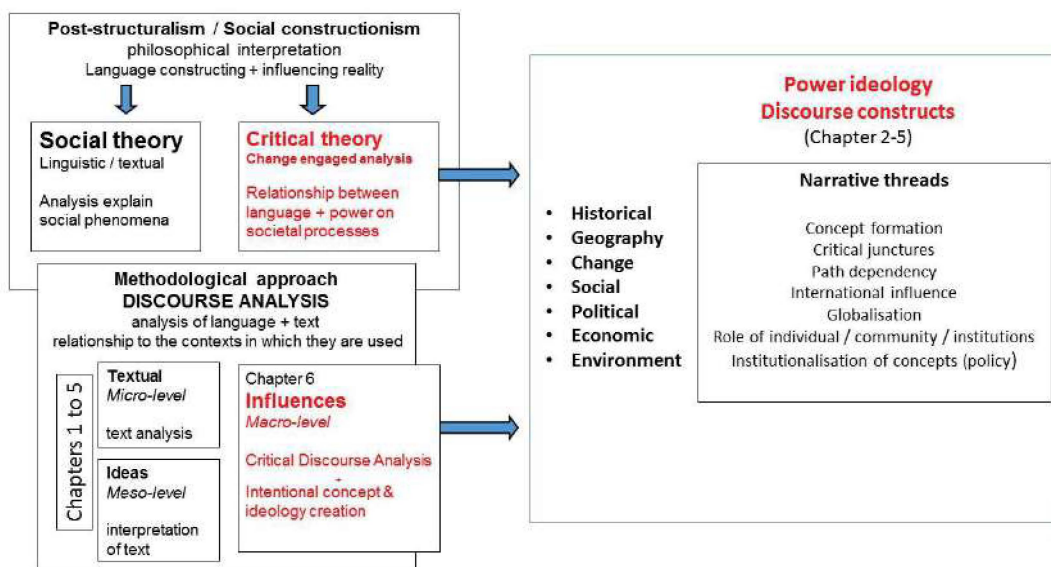 Post-structuralism / Social constructionism
philosophical interpretation
Language constructing + influencing reality
Social theory
Linguistic / textual
Analysis explain
social phenomena
Critical theory
Change engaged analysis
Relationship between
language + power on
societal processes
Methodological approach
DISCOURSE ANALYSIS
analysis of language + text
relationship to the contexts in which they are used
Chapters 1 to 5
Textual
Micro-level
text analysis
Ideas
Meso-level
interpretation
of text
Chapter 6
Influences
Macro-level
Critical Discourse Analysis
-
Intentional concept &
ideology creation
Power ideology
Discourse constructs
(Chapter 2-5)
• Historical
• Geography
• Change
• Social
• Political
• Economic
• Environment
Narrative threads
Concept formation
Critical junctures
Path dependency
International influence
Globalisation
Role of individual / community / institutions
Institutionalisation of concepts (policy)